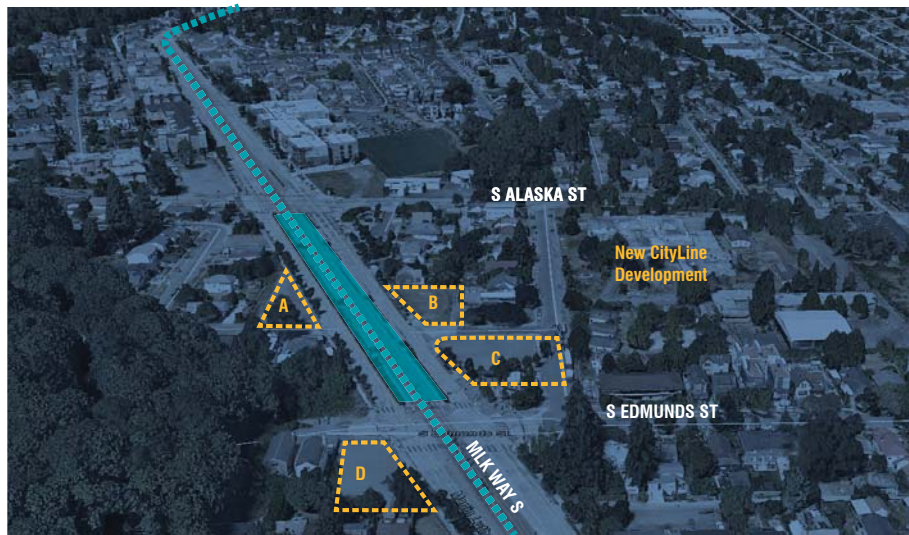 S ALASKA ST
New CityLine
Development
A
B
C
S EDMUNDS ST
D
MLK WAY S